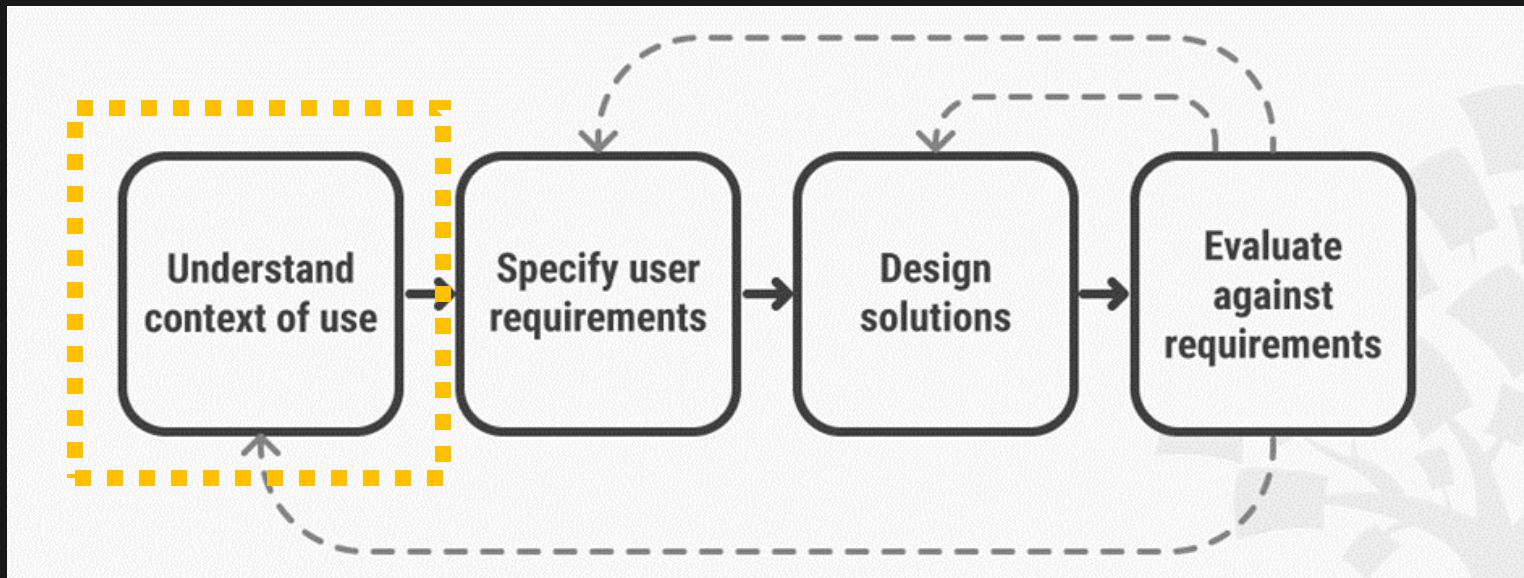 Understand
context of use
Specify user
requirements
Design
solutions
Evaluate
against
requirements